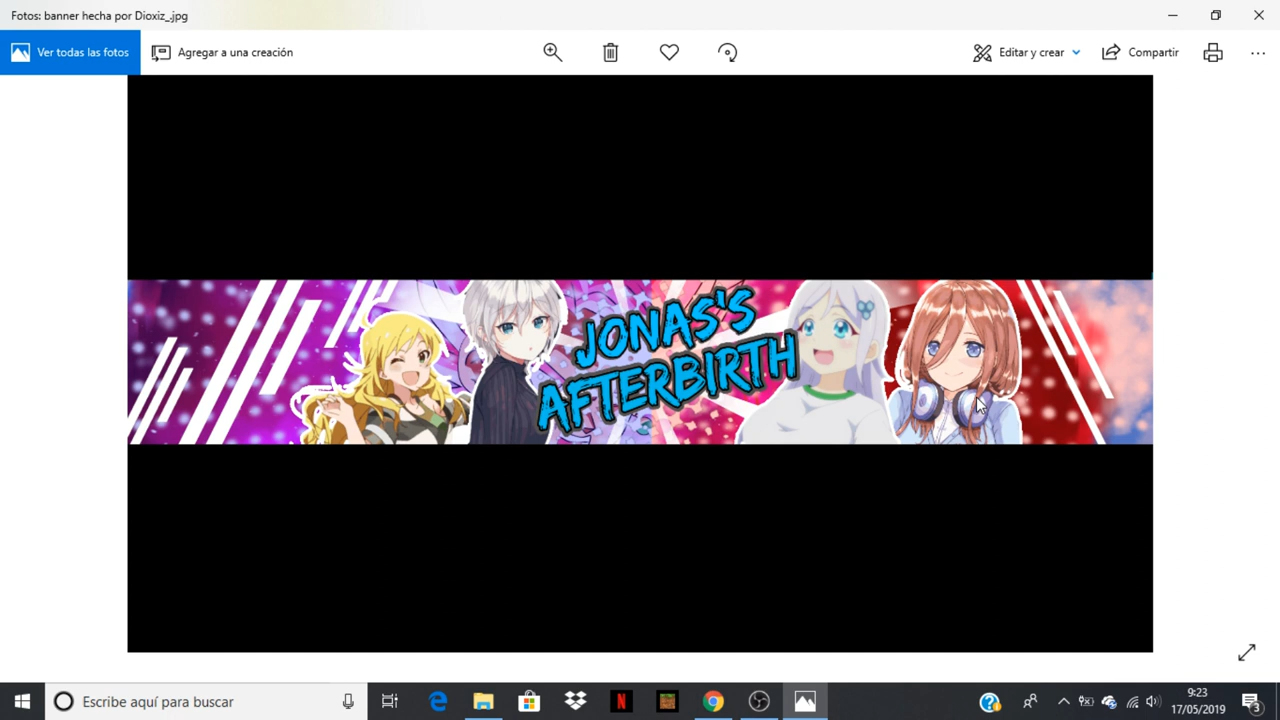 Fotos: banner hecha por Dioxiz_.jpg
Ver todas las fotos
Agregar a una creación
Editar y crear
Compartir
JONAS'S
AFTERBIRTH
Escribe aquí para buscar
9:23
17/05/2019
3